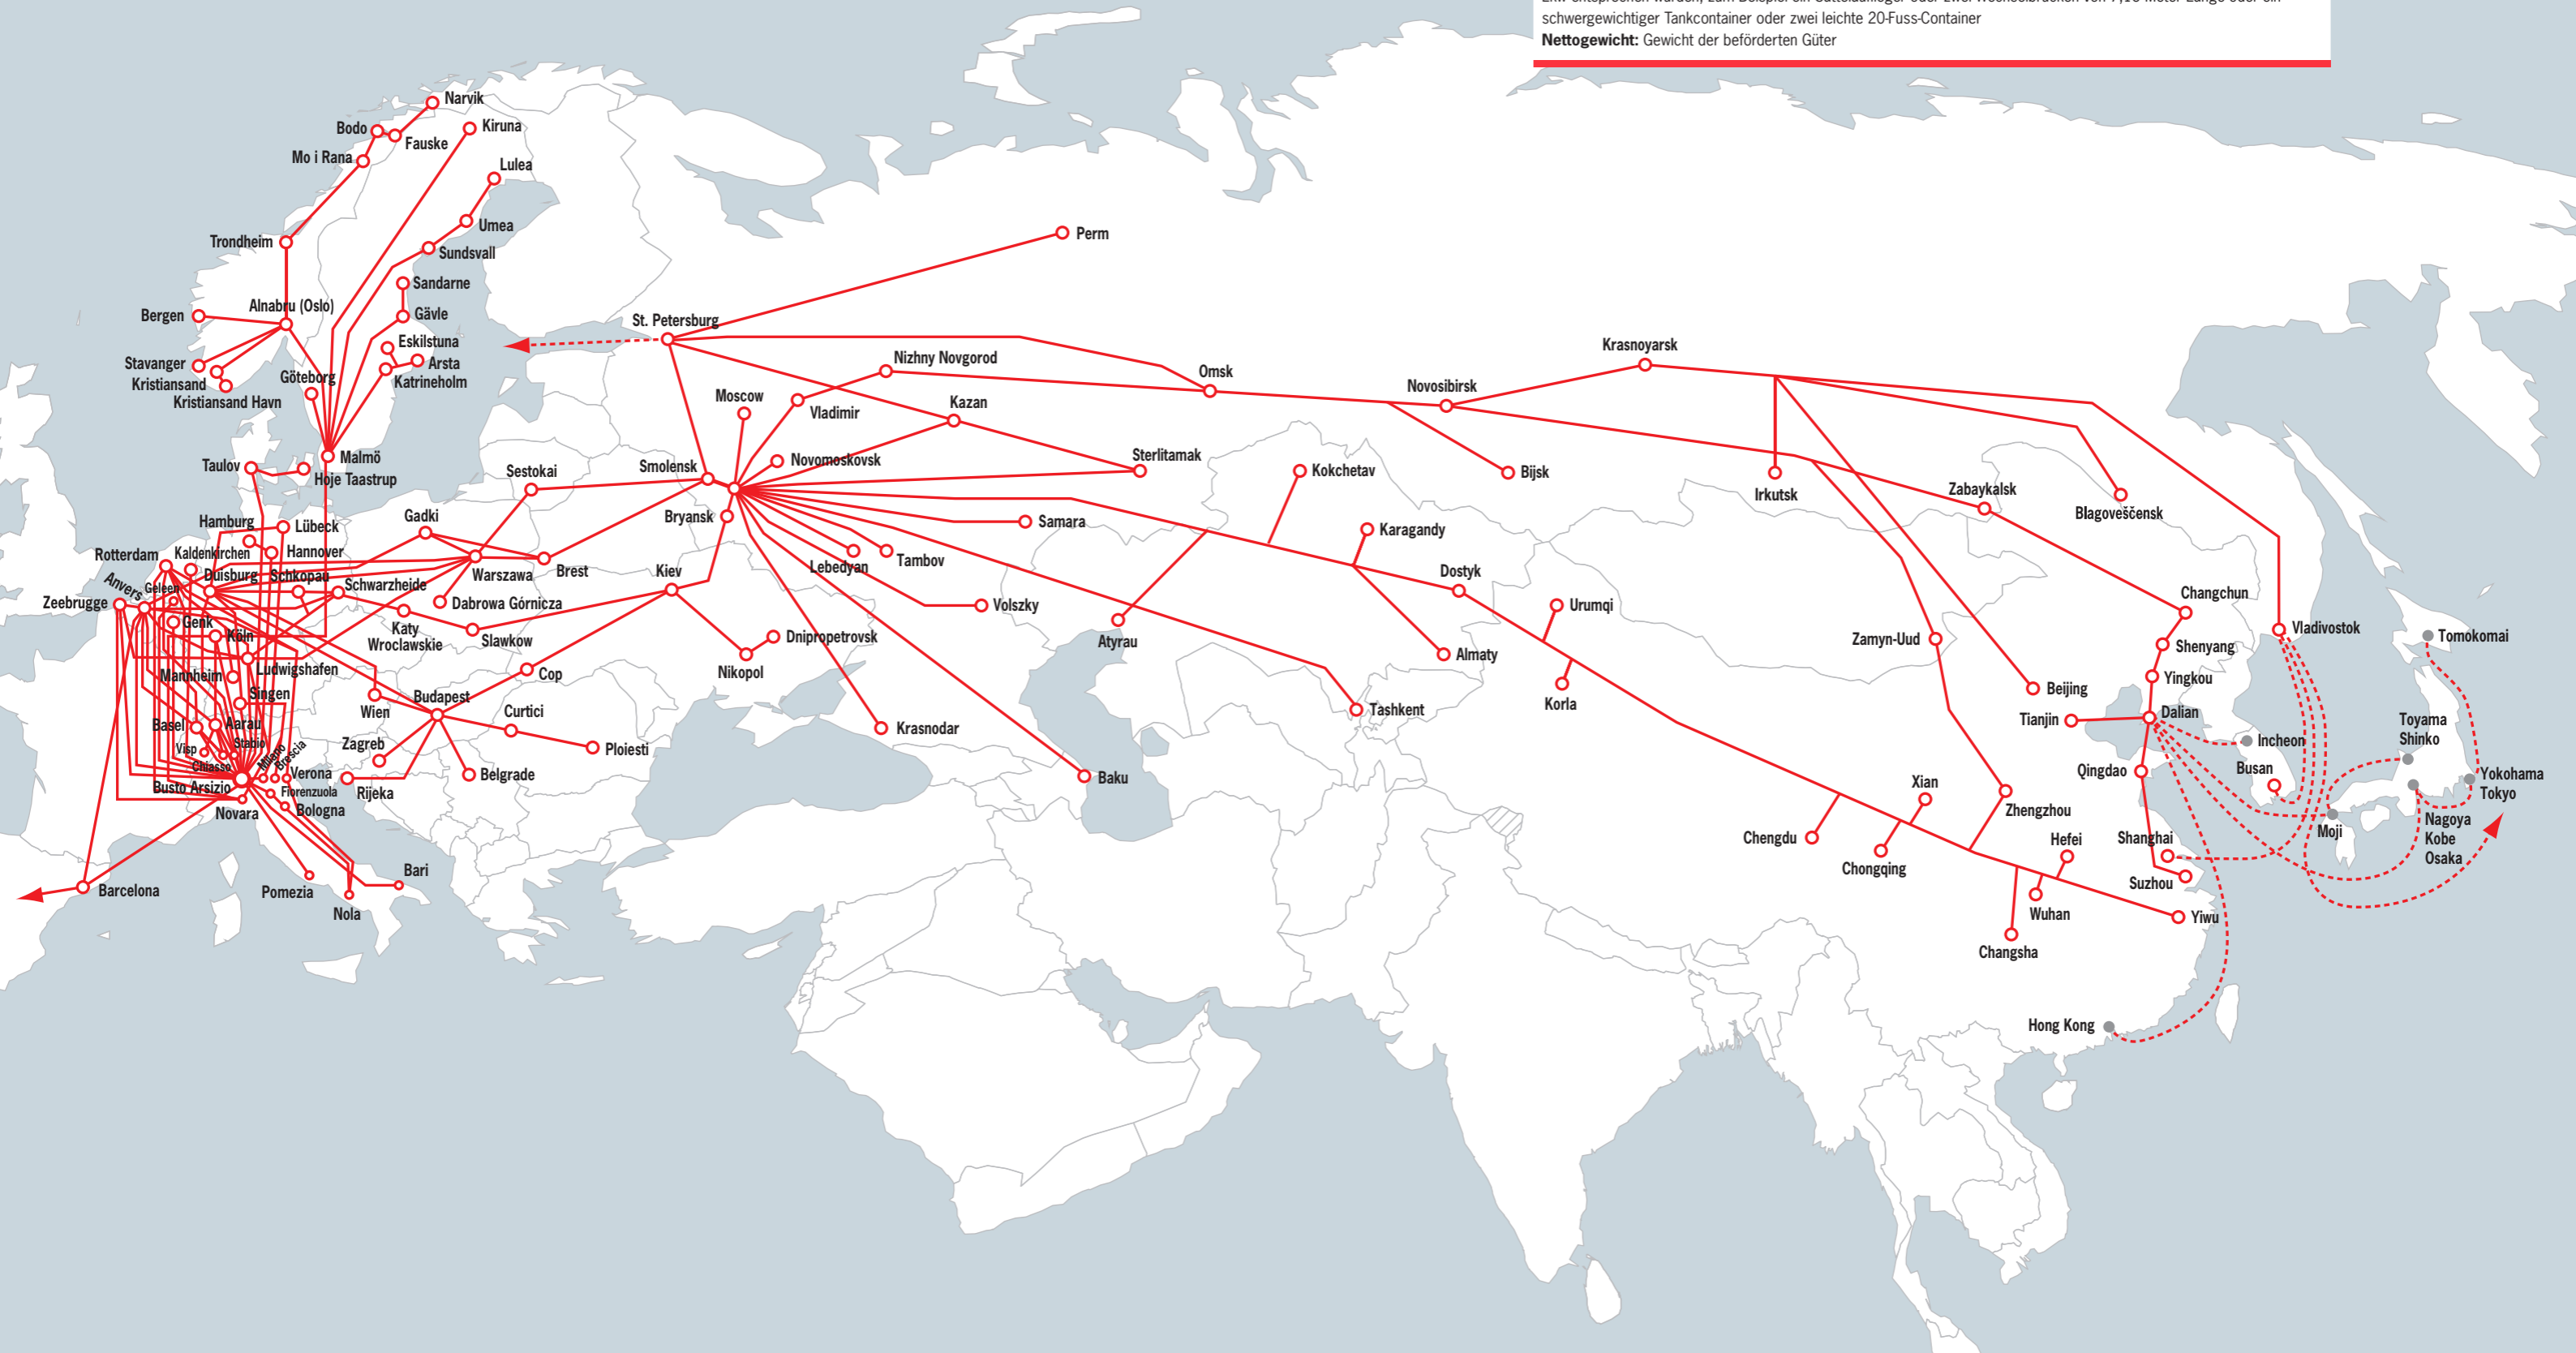 schwergewichtiger Tankcontainer oder zwei leichte 20-Fuss-Container
Nettogewicht: Gewicht der beförderten Güter
Narvik
Bodo
Fauske
Kiruna
Mo i Rana
Lulea
Umea
Trondheim
Sundsvall
Perm
Sandarne
Alnabru (Oslo)
Bergen
Gävle
St. Petersburg
Eskilstuna
Arsta
Katrineholm
Stavanger
Kristiansand
Kristiansand Havn
Göteborg
Nizhny Novgorod
Krasnoyarsk
Omsk
Novosibirsk
Moscow
Vladimir
Kazan
Malmö
Taulov
Hoje Taastrup
Sestokai
Smolensk
Novomoskovsk
Sterlitamak
Kokchetav
Bijsk
Irkutsk
Zabaykalsk
Blagoveščensk
Hamburg
Lübeck
Gadki
Bryansk
Samara
Karagandy
Rotterdam
Kaldenkirchen
Hannover
Duisburg
Schkopau
Schwarzheide
Warszawa
Brest
Kiev
Lebedyan
Tambov
Dostyk
Anvers
Geleen
Zeebrugge
Dabrowa Górnicza
Volszky
Urumqi
Changchun
Genk
Köln
Katy
Wroclawskie
Slawkow
Dnipropetrovsk
Atyrau
Zamyn-Uud
Shenyang
Vladivostok
Tomokomai
Mannheim
Ludwigshafen
Cop
Nikopol
Almaty
Yingkou
Singen
Wien
Budapest
Curtici
Korla
Beijing
Tianjin
Dalian
Basel
Aarau
Krasnodar
Tashkent
Toyama
Shinko
Visp
Stabio
Zagreb
Ploiesti
Incheon
Chiasso
Milano
Brescia
Verona
Belgrade
Baku
Qingdao
Busan
Yokohama
Tokyo
Busto Arsizio
Fiorenzuola
Rijeka
Xian
Novara
Bologna
Zhengzhou
Moji
Nagoya
Kobe
Osaka
Chengdu
Chongqing
Hefei
Shanghai
Suzhou
Barcelona
Pomezia
Bari
Nola
Wuhan
Yiwu
Changsha
Hong Kong